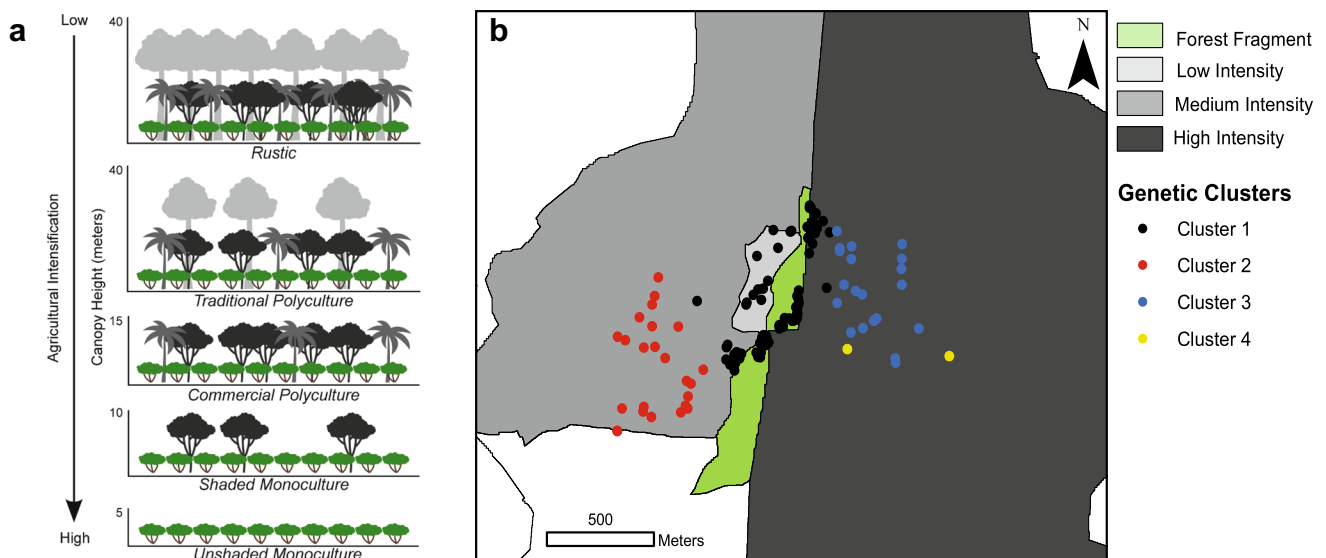 a
Low
High
Agricultural Intensification
Canopy Height (meters)
40
Rustic
40
Traditional Polyculture
15
Commercial Polyculture
10
Shaded Monoculture
5
Unshaded Monoculture
b
N
500
Meters
Forest Fragment
Low Intensity
Medium Intensity
High Intensity
Genetic Clusters
Cluster 1
Cluster 2
Cluster 3
Cluster 4